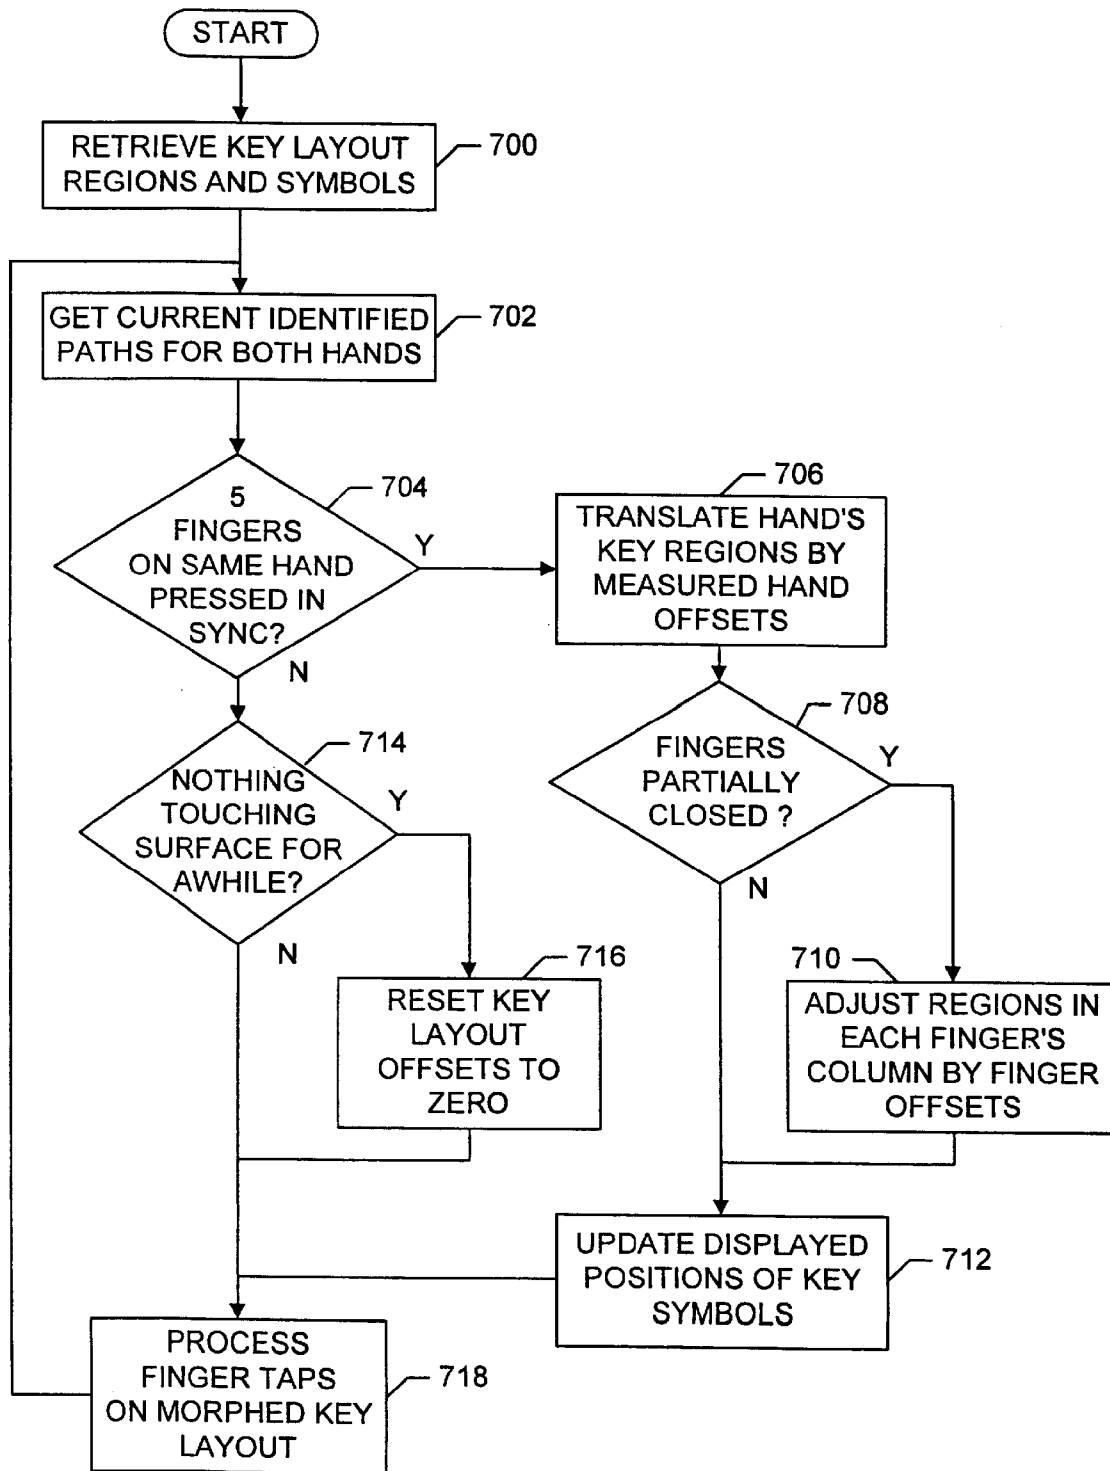 START
RETRIEVE KEY LAYOUT
REGIONS AND SYMBOLS
700
GET CURRENT IDENTIFIED
PATHS FOR BOTH HANDS
702
5
FINGERS
ON SAME HAND
PRESSED IN
SYNC?
704
Y
N
706
TRANSLATE HAND'S
KEY REGIONS BY
MEASURED HAND
OFFSETS
708
FINGERS
PARTIALLY
CLOSED ?
Y
N
714
NOTHING
TOUCHING
SURFACE FOR
AWHILE?
Y
N
716
RESET KEY
LAYOUT
OFFSETS TO
ZERO
710
ADJUST REGIONS IN
EACH FINGER'S
COLUMN BY FINGER
OFFSETS
UPDATE DISPLAYED
POSITIONS OF KEY
SYMBOLS
712
PROCESS
FINGER TAPS
ON MORPHED KEY
LAYOUT
718